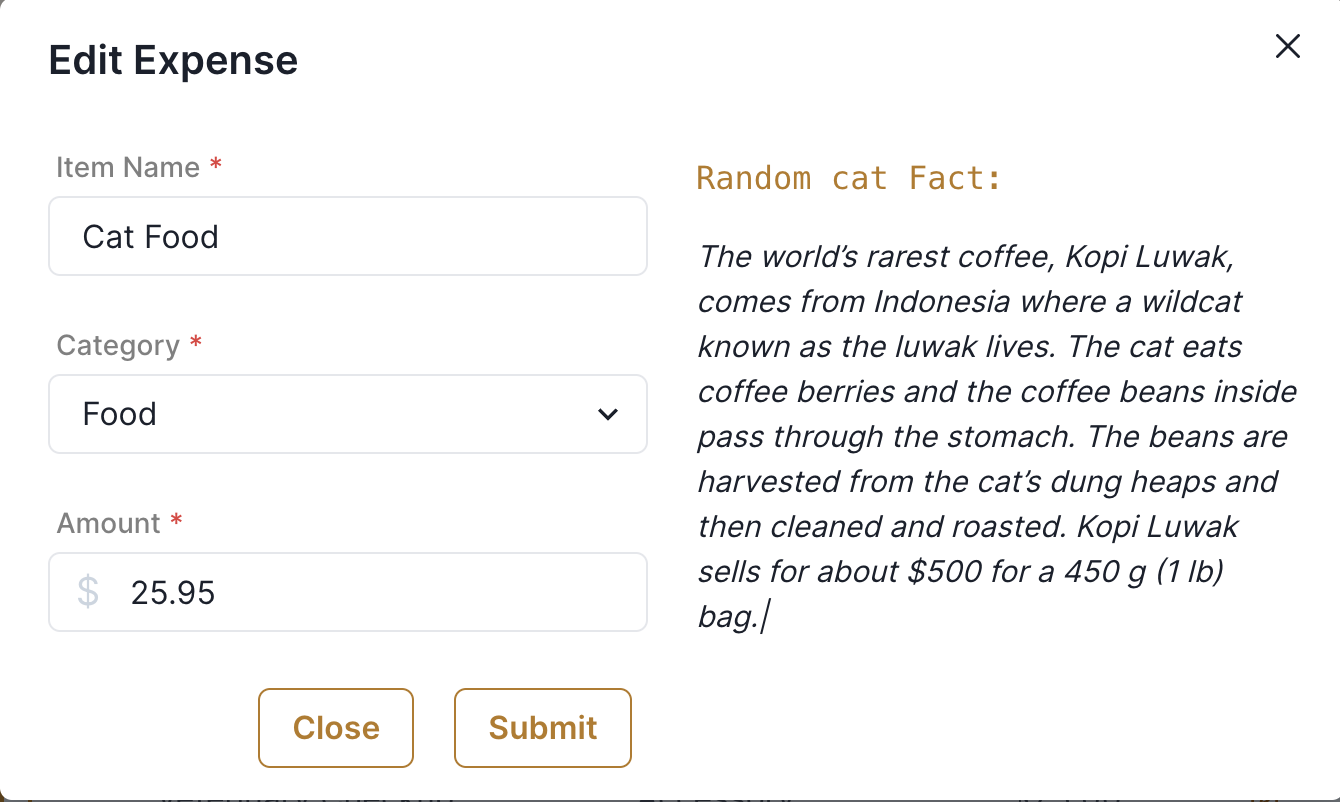 Edit Expense
Item Name *
Cat Food
Category *
Food
Amount *
$ 25.95
Close
Submit
Random cat Fact:
The world’s rarest coffee, Kopi Luwak,
comes from Indonesia where a wildcat
known as the luwak lives. The cat eats
coffee berries and the coffee beans inside
pass through the stomach. The beans are
harvested from the cat’s dung heaps and
then cleaned and roasted. Kopi Luwak
sells for about $500 for a 450 g (1 lb)
bag.